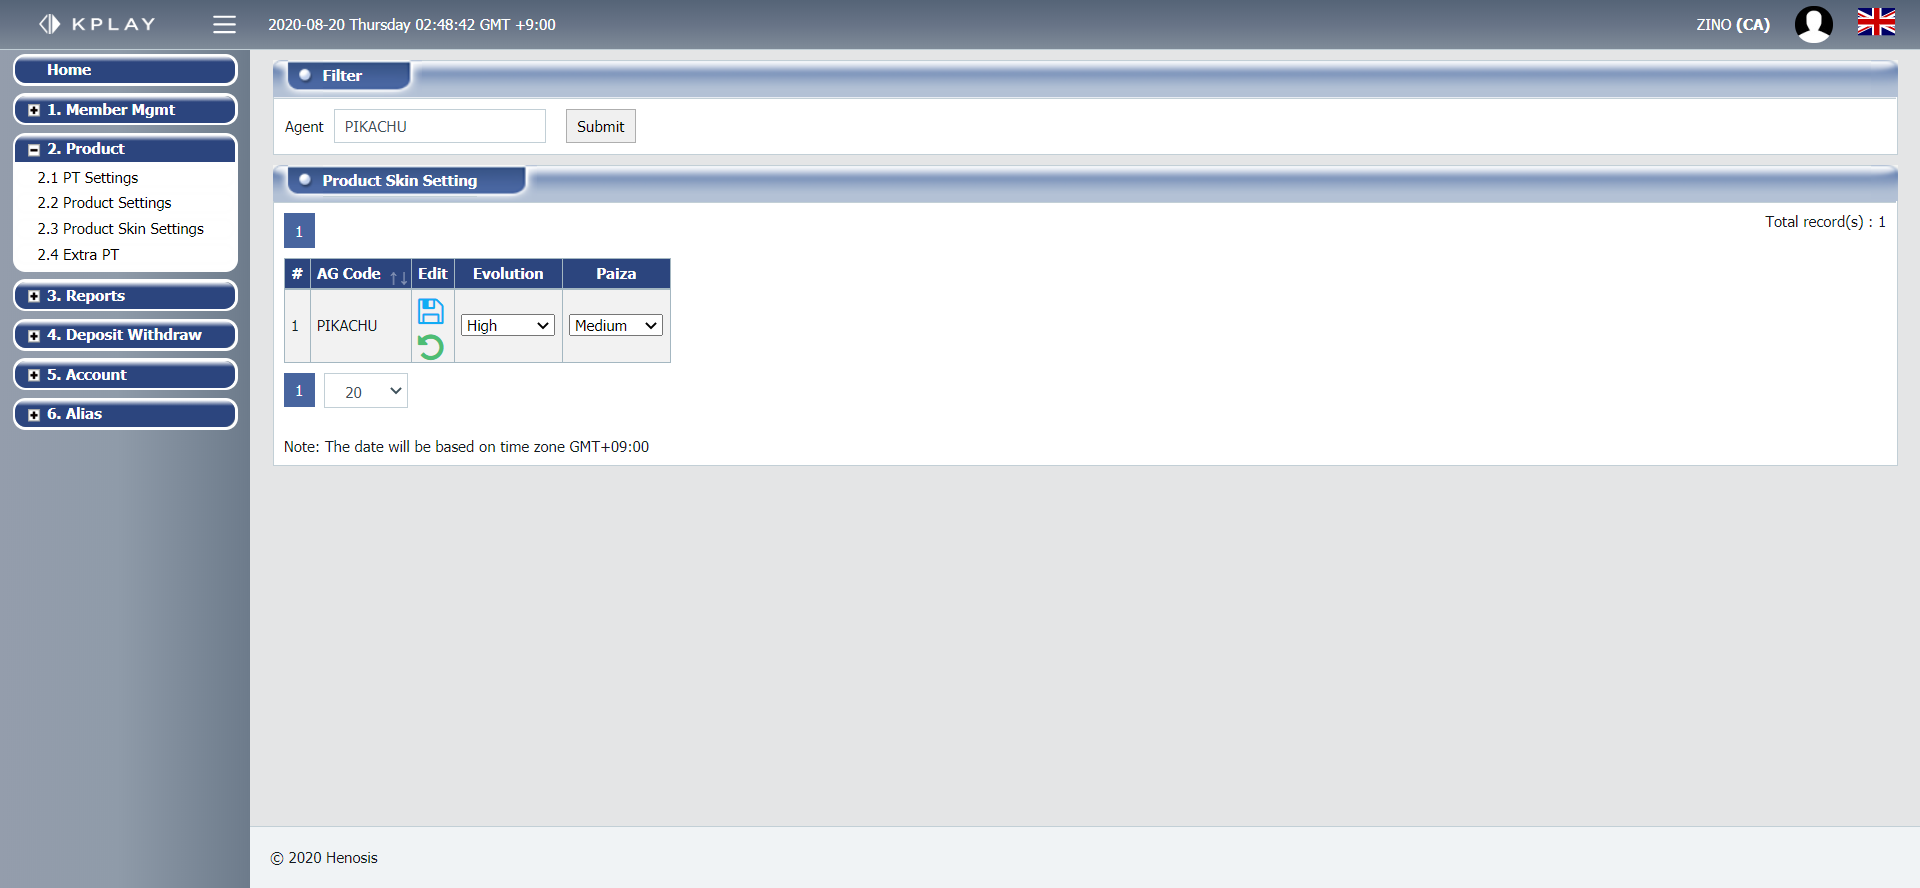 KPLAY
2020-08-20 Thursday 02:48:42 GMT +9:00
ZINO (CA)
Home
1. Member Mgmt
2. Product
2.1 PT Settings
2.2 Product Settings
2.3 Product Skin Settings
2.4 Extra PT
3. Reports
4. Deposit Withdraw
5. Account
6. Alias
Filter
Agent PIKACHU Submit
Product Skin Setting
1
Total record(s) : 1
# AG Code Edit Evolution Paiza
1 PIKACHU High Medium
1 20
Note: The date will be based on time zone GMT+09:00
© 2020 Henosis